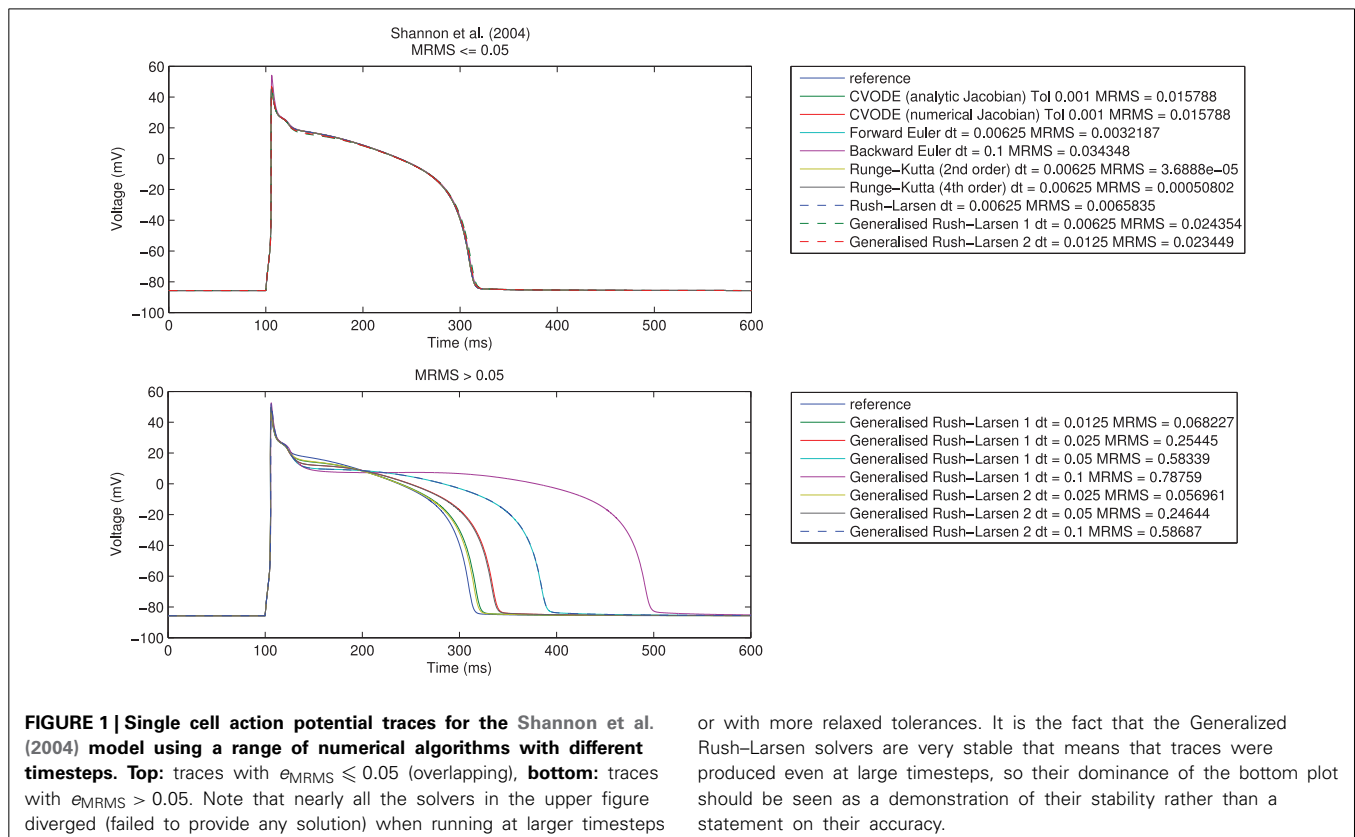 Shannon et al. (2004)
MRMS <= 0.05
60
40
20
0
−20
−40
−60
−80
−100
Voltage (mV)
0
100
200
300
400
500
600
Time (ms)
reference
CVODE (analytic Jacobian) Tol 0.001 MRMS = 0.015788
CVODE (numerical Jacobian) Tol 0.001 MRMS = 0.015788
Forward Euler dt = 0.00625 MRMS = 0.0032187
Backward Euler dt = 0.1 MRMS = 0.034348
Runge−Kutta (2nd order) dt = 0.00625 MRMS = 3.6888e−05
Runge−Kutta (4th order) dt = 0.00625 MRMS = 0.00050802
Rush−Larsen dt = 0.00625 MRMS = 0.0065835
Generalised Rush−Larsen 1 dt = 0.00625 MRMS = 0.024354
Generalised Rush−Larsen 2 dt = 0.0125 MRMS = 0.023449
MRMS > 0.05
60
40
20
0
−20
−40
−60
−80
−100
Voltage (mV)
0
100
200
300
400
500
600
Time (ms)
reference
Generalised Rush−Larsen 1 dt = 0.0125 MRMS = 0.068227
Generalised Rush−Larsen 1 dt = 0.025 MRMS = 0.25445
Generalised Rush−Larsen 1 dt = 0.05 MRMS = 0.58339
Generalised Rush−Larsen 1 dt = 0.1 MRMS = 0.78759
Generalised Rush−Larsen 2 dt = 0.025 MRMS = 0.056961
Generalised Rush−Larsen 2 dt = 0.05 MRMS = 0.24644
Generalised Rush−Larsen 2 dt = 0.1 MRMS = 0.58687
FIGURE 1 | Single cell action potential traces for the Shannon et al.
(2004) model using a range of numerical algorithms with different
timesteps. Top: traces with eMRMS ⩽ 0.05 (overlapping), bottom: traces
with eMRMS > 0.05. Note that nearly all the solvers in the upper figure
diverged (failed to provide any solution) when running at larger timesteps
or with more relaxed tolerances. It is the fact that the Generalized
Rush–Larsen solvers are very stable that means that traces were
produced even at large timesteps, so their dominance of the bottom plot
should be seen as a demonstration of their stability rather than a
statement on their accuracy.